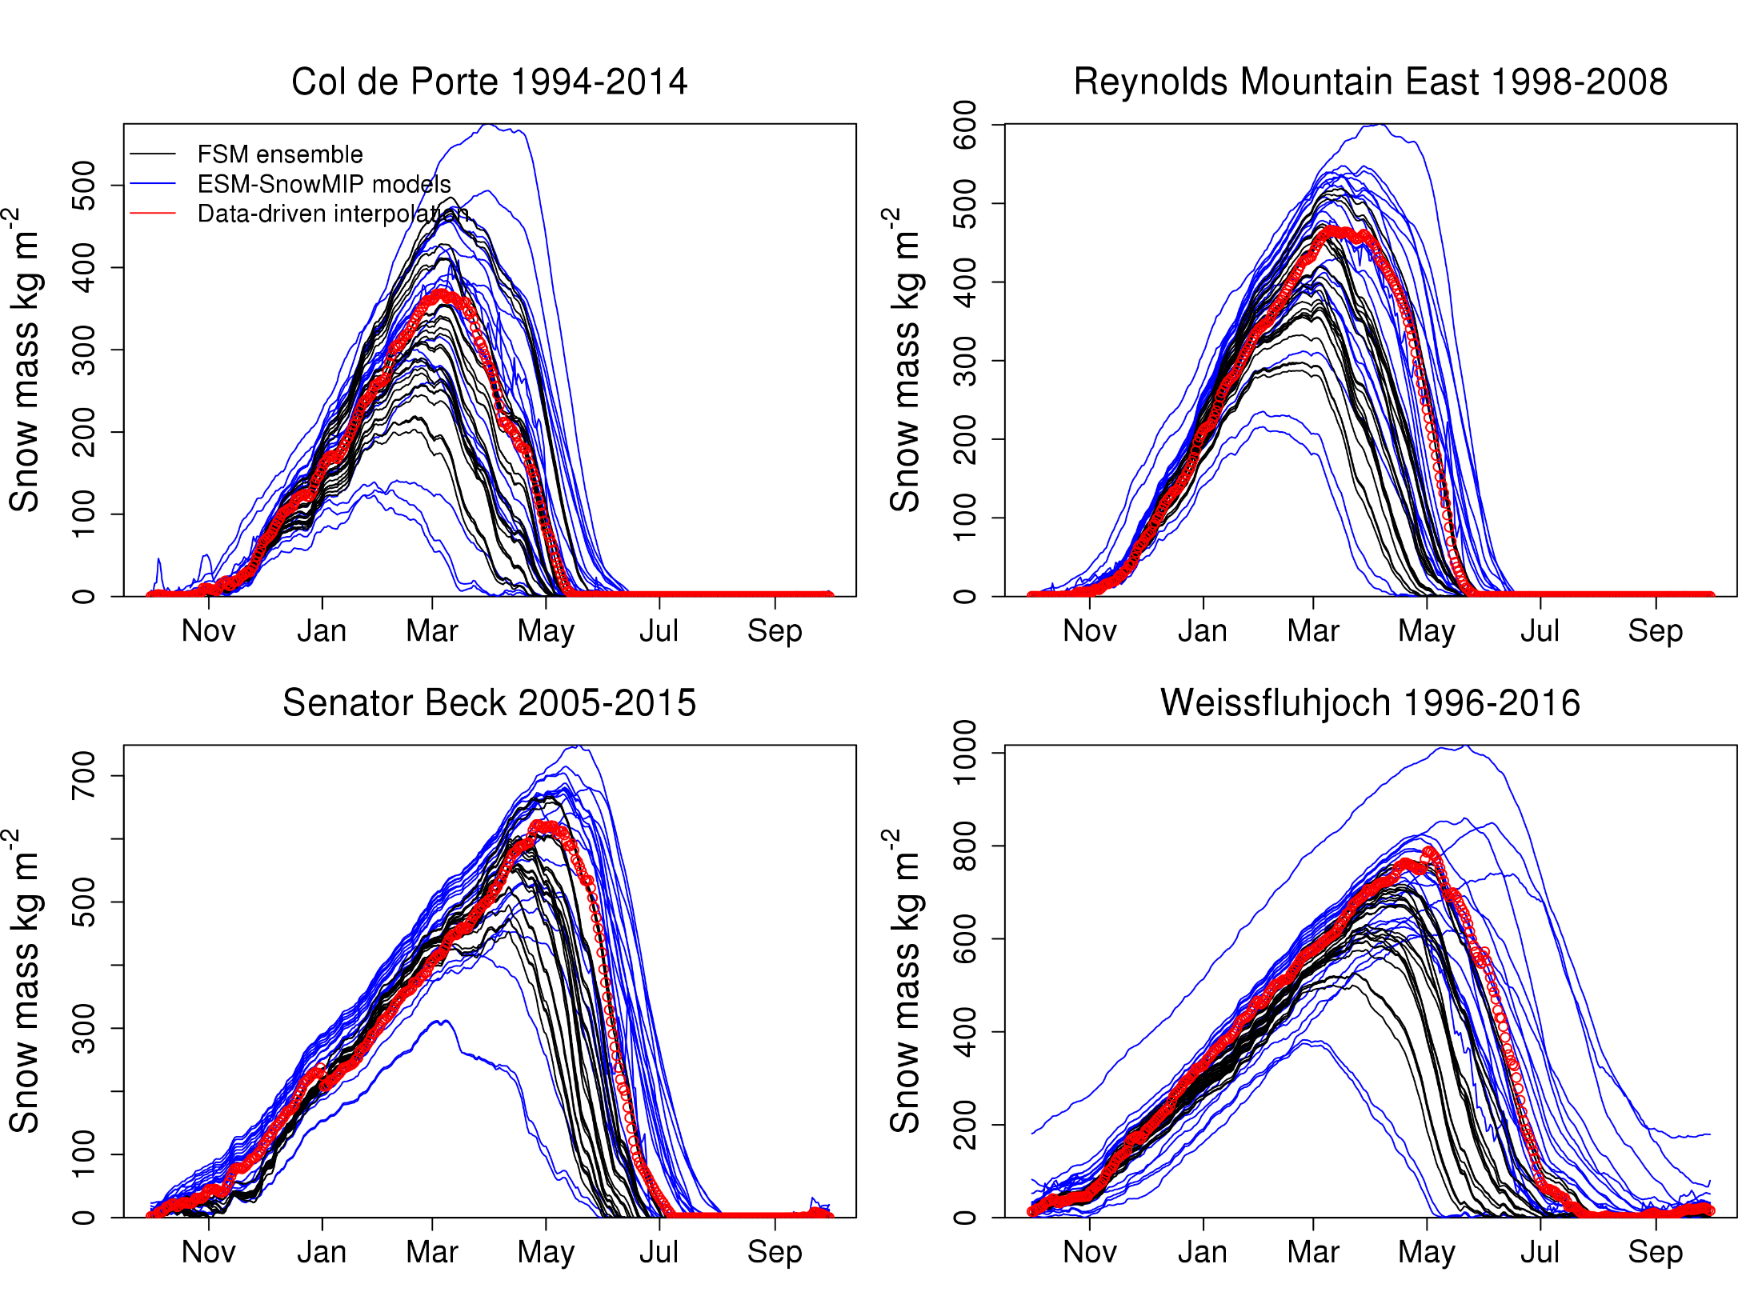 Col de Porte 1994-2014
FSM ensemble
ESM-SnowMIP models
Data-driven interpolation
Snow mass kg m-2
0 100 200 300 400 500
Nov Jan Mar May Jul Sep
Reynolds Mountain East 1998-2008
Snow mass kg m-2
0 100 200 300 400 500 600
Nov Jan Mar May Jul Sep
Senator Beck 2005-2015
Snow mass kg m-2
0 100 300 500 700
Nov Jan Mar May Jul Sep
Weissfluhjoch 1996-2016
Snow mass kg m-2
0 200 400 600 800 1000
Nov Jan Mar May Jul Sep